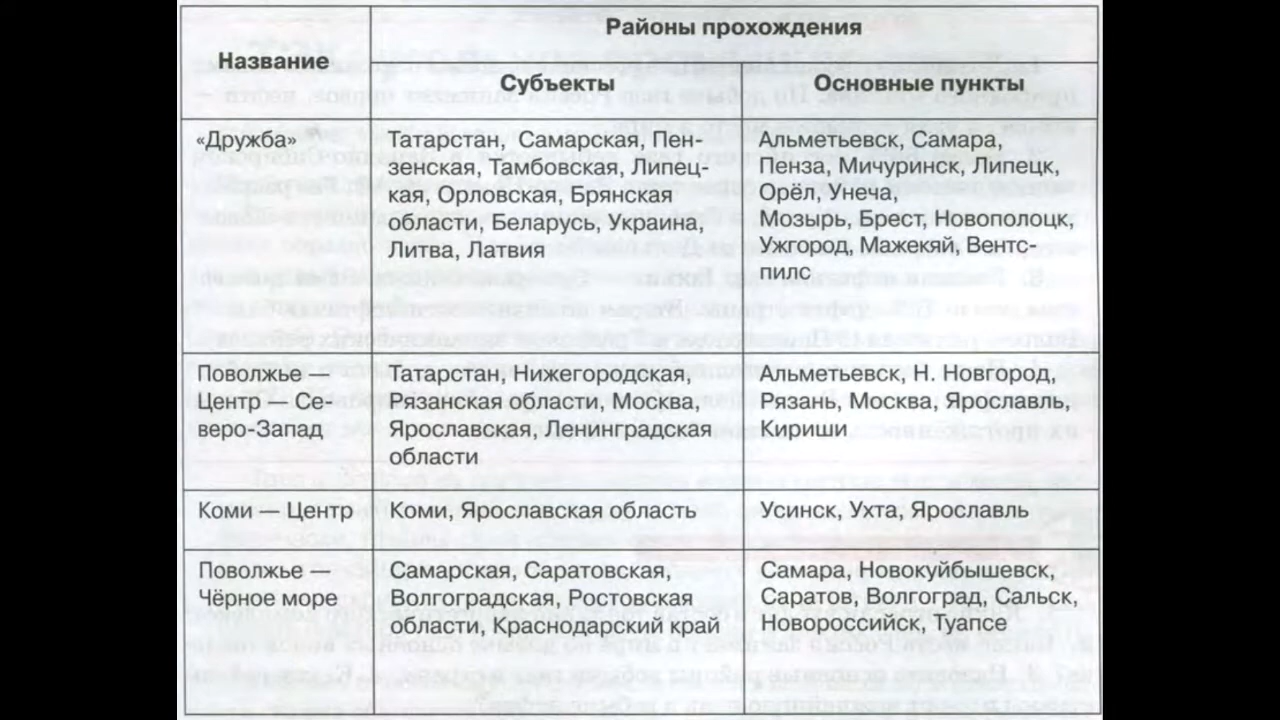 Районы прохождения
Название
Субъекты
Основные пункты
«Дружба»
Татарстан, Самарская, Пен-
зенская, Тамбовская, Липец-
кая, Орловская, Брянская
области, Беларусь, Украина,
Литва, Латвия
Альметьевск, Самара,
Пенза, Мичуринск, Липецк,
Орёл, Унеча,
Мозырь, Брест, Новополоцк,
Ужгород, Мажекяй, Вентс-
пилс
Поволжье —
Центр — Се-
веро-Запад
Татарстан, Нижегородская,
Рязанская области, Москва,
Ярославская, Ленинградская
области
Альметьевск, Н. Новгород,
Рязань, Москва, Ярославль,
Кириши
Коми — Центр
Коми, Ярославская область
Усинск, Ухта, Ярославль
Поволжье —
Чёрное море
Самарская, Саратовская,
Волгоградская, Ростовская
области, Краснодарский край
Самара, Новокуйбышевск,
Саратов, Волгоград, Сальск,
Новороссийск, Туапсе